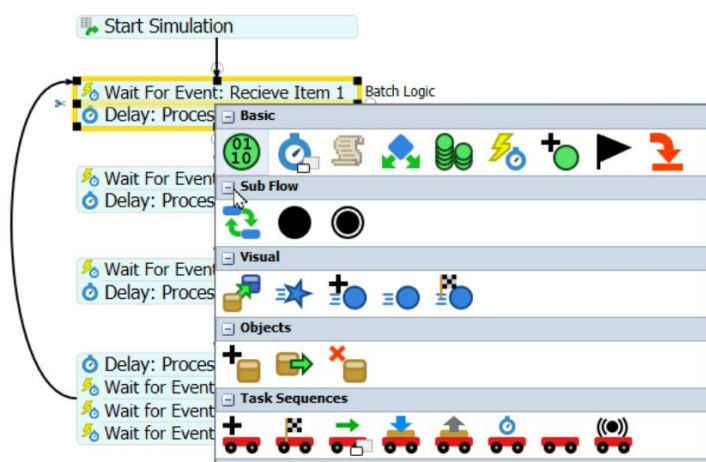 Start Simulation
Wait For Event: Recieve Item 1
Batch Logic
Delay: Proces
Basic
01
10
Wait For Event
Sub Flow
Delay: Proces
Visual
Wait For Event
Delay: Proces
Objects
Delay: Proces
Wait for Event
Task Sequences
Wait for Event
Wait for Event